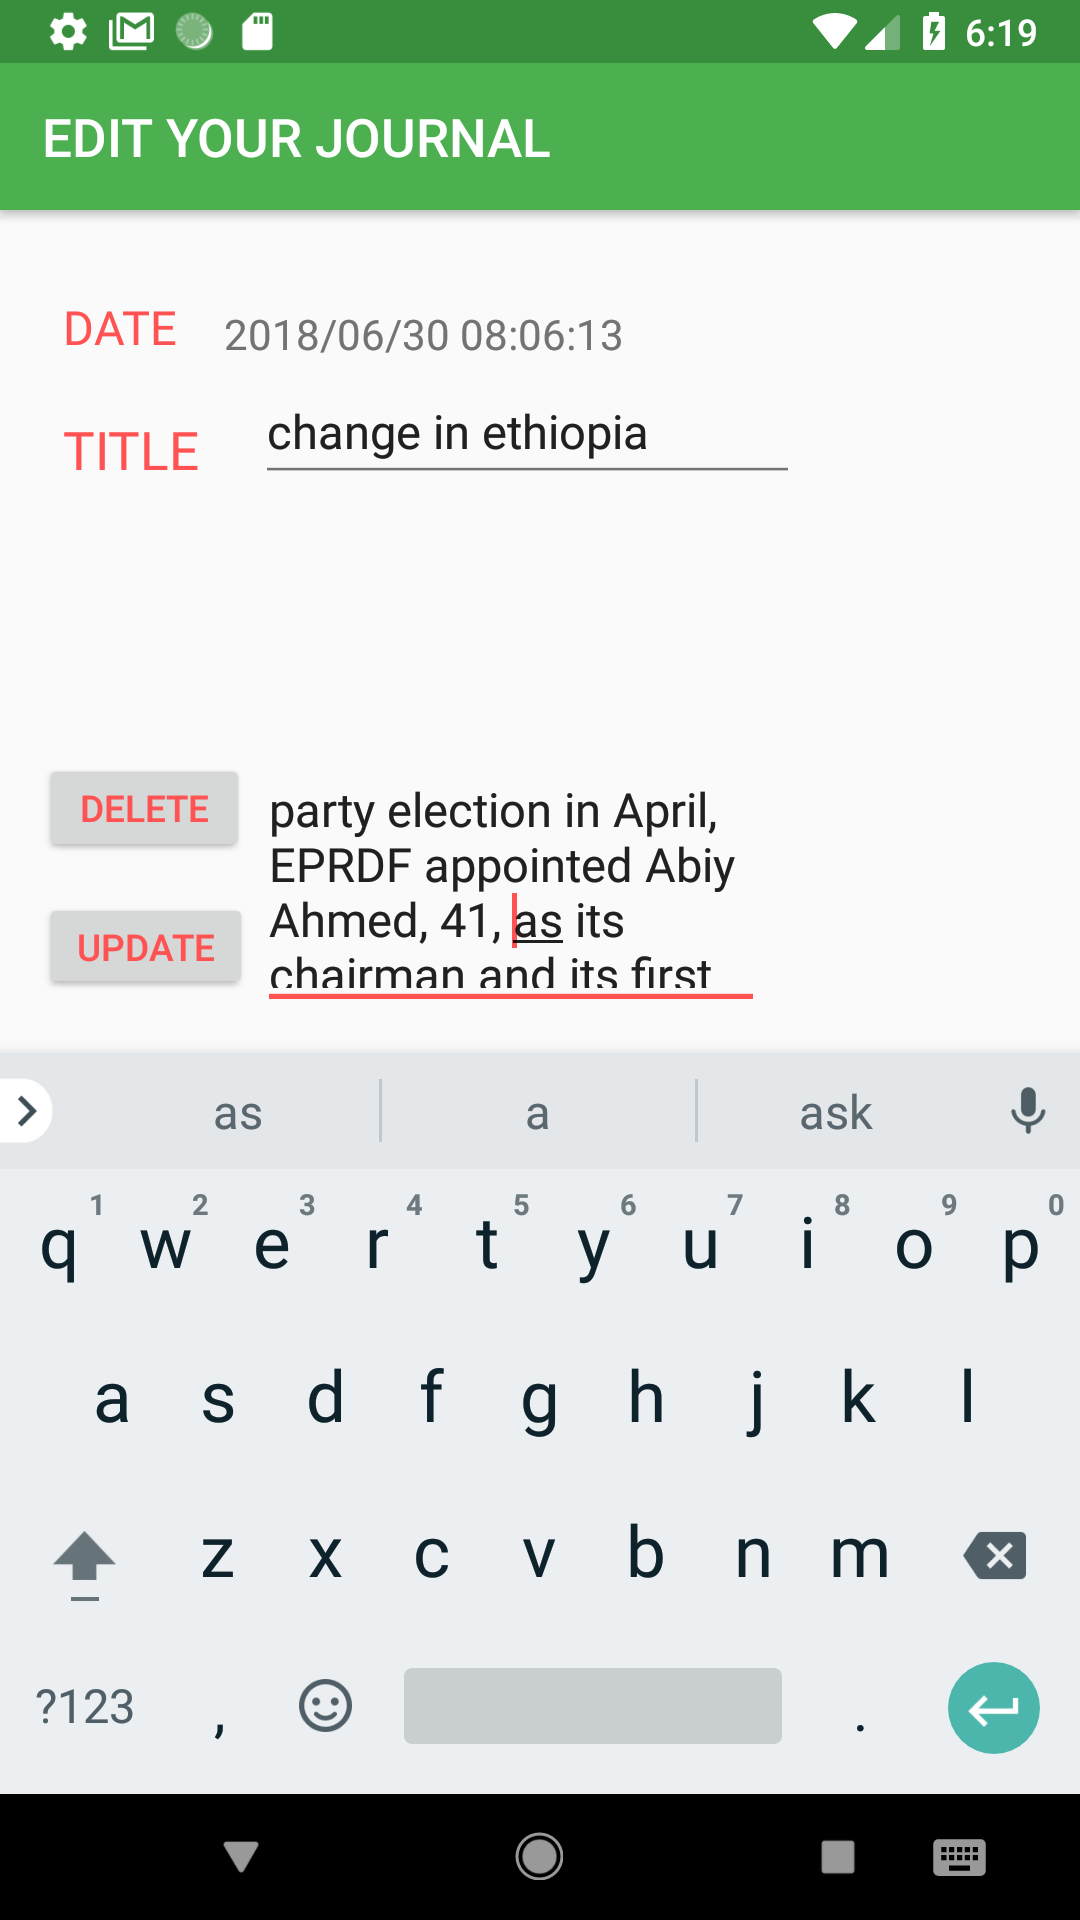 6:19
EDIT YOUR JOURNAL
DATE 2018/06/30 08:06:13
TITLE change in ethiopia
DELETE
party election in April,
EPRDF appointed Abiy
Ahmed, 41, as its
chairman and its first
UPDATE
as a ask
1 2 3 4 5 6 7 8 9 0
q w e r t y u i o p
a s d f g h j k l
z x c v b n m
?123 , .